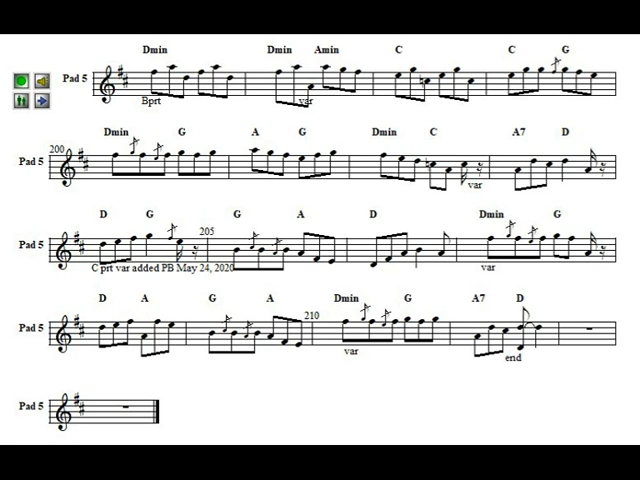 Dmin Dmin Amin C C G
Pad 5
Bprt var
Dmin G A G Dmin C A7 D
200
Pad 5
var
D G G A D Dmin G
205
Pad 5
C prt var added PB May 24, 2020 var
D A G A Dmin G A7 D
210
Pad 5
var end
Pad 5